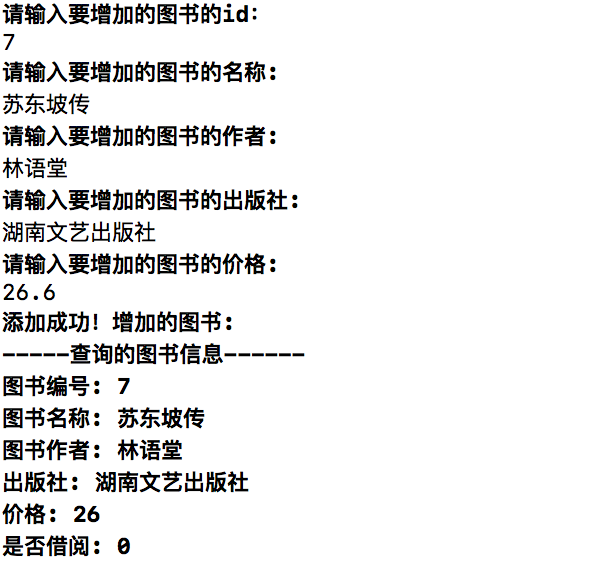 请输入要增加的图书的id:
7
请输入要增加的图书的名称:
苏东坡传
请输入要增加的图书的作者:
林语堂
请输入要增加的图书的出版社:
湖南文艺出版社
请输入要增加的图书的价格:
26.6
添加成功！增加的图书:
-----查询的图书信息------
图书编号: 7
图书名称: 苏东坡传
图书作者: 林语堂
出版社: 湖南文艺出版社
价格: 26
是否借阅: 0